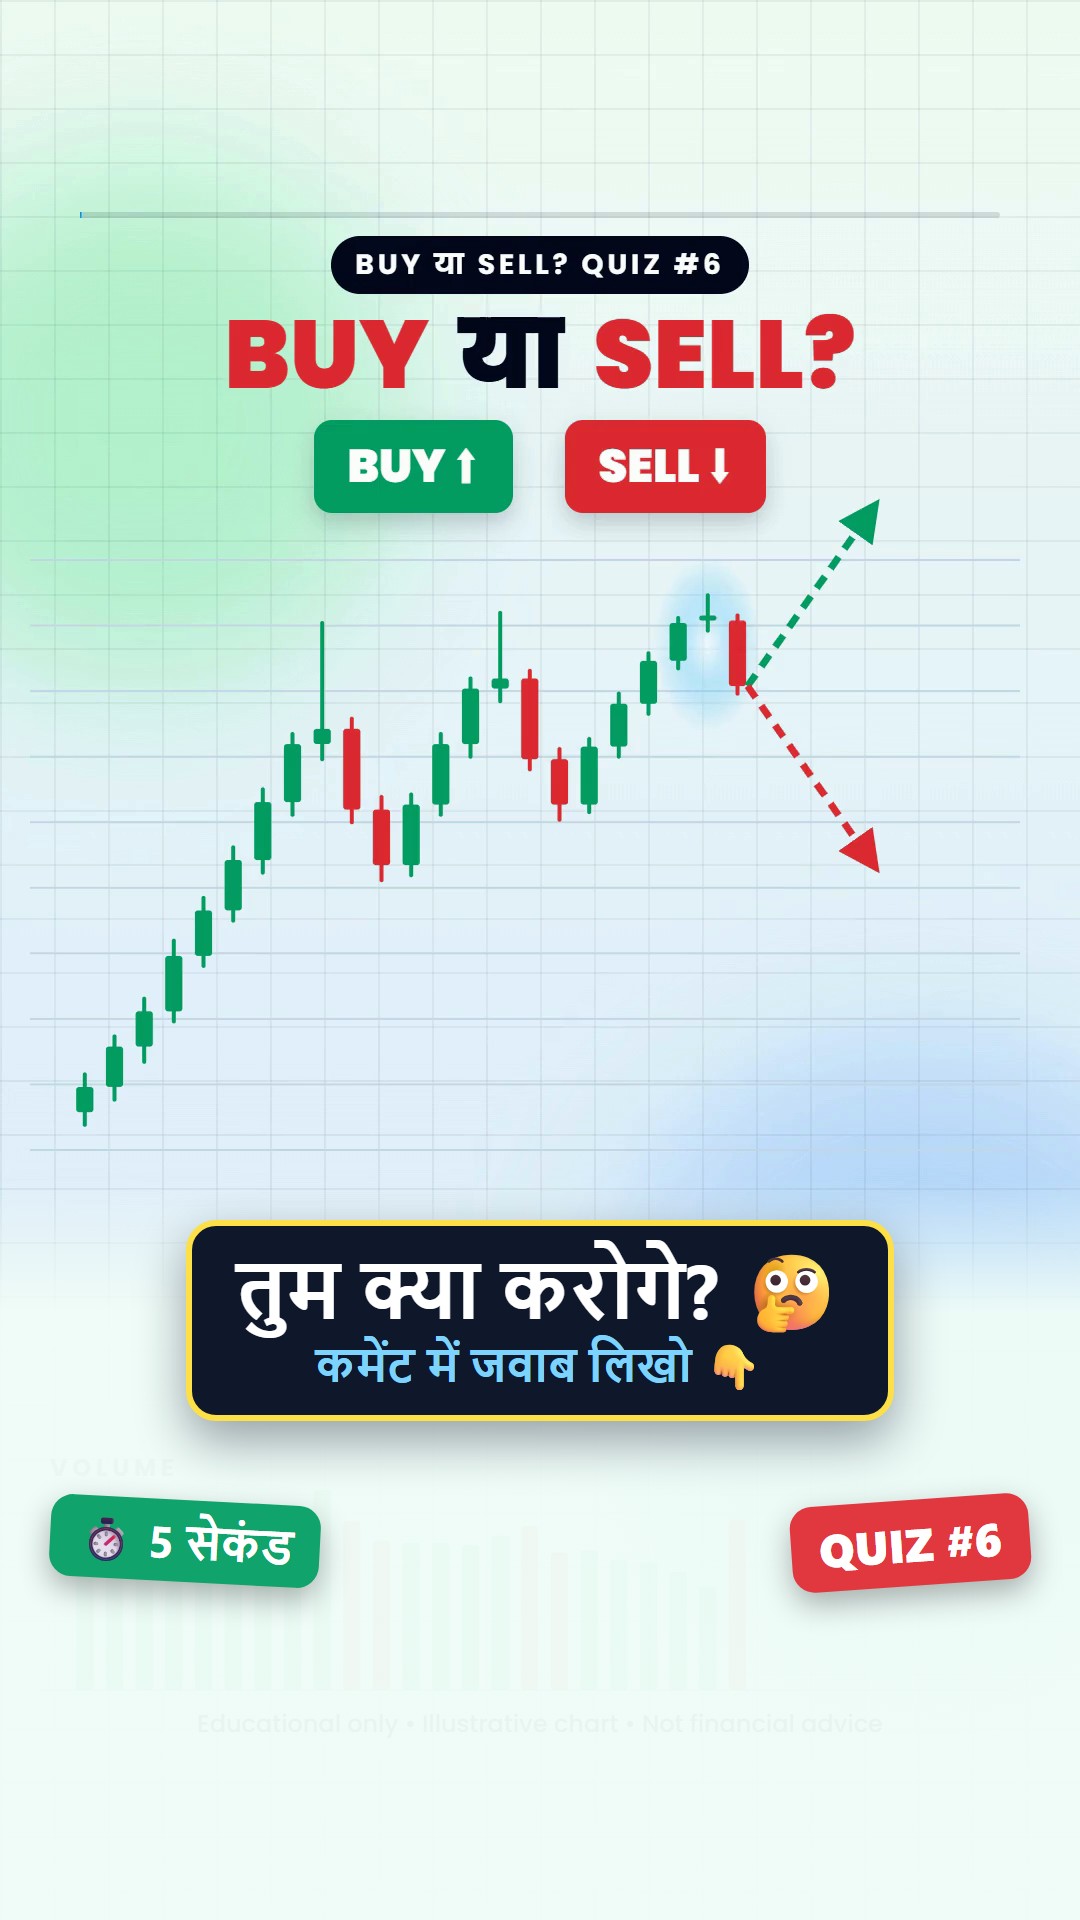 BUY या SELL? QUIZ #6
BUY या SELL?
BUY ⬆ SELL ⬇
तुम क्या करोगे? 🤔
कमेंट में जवाब लिखो 👇
VOLUME
⏱ 5 सेकंड
QUIZ #6
Educational only • Illustrative chart • Not financial advice